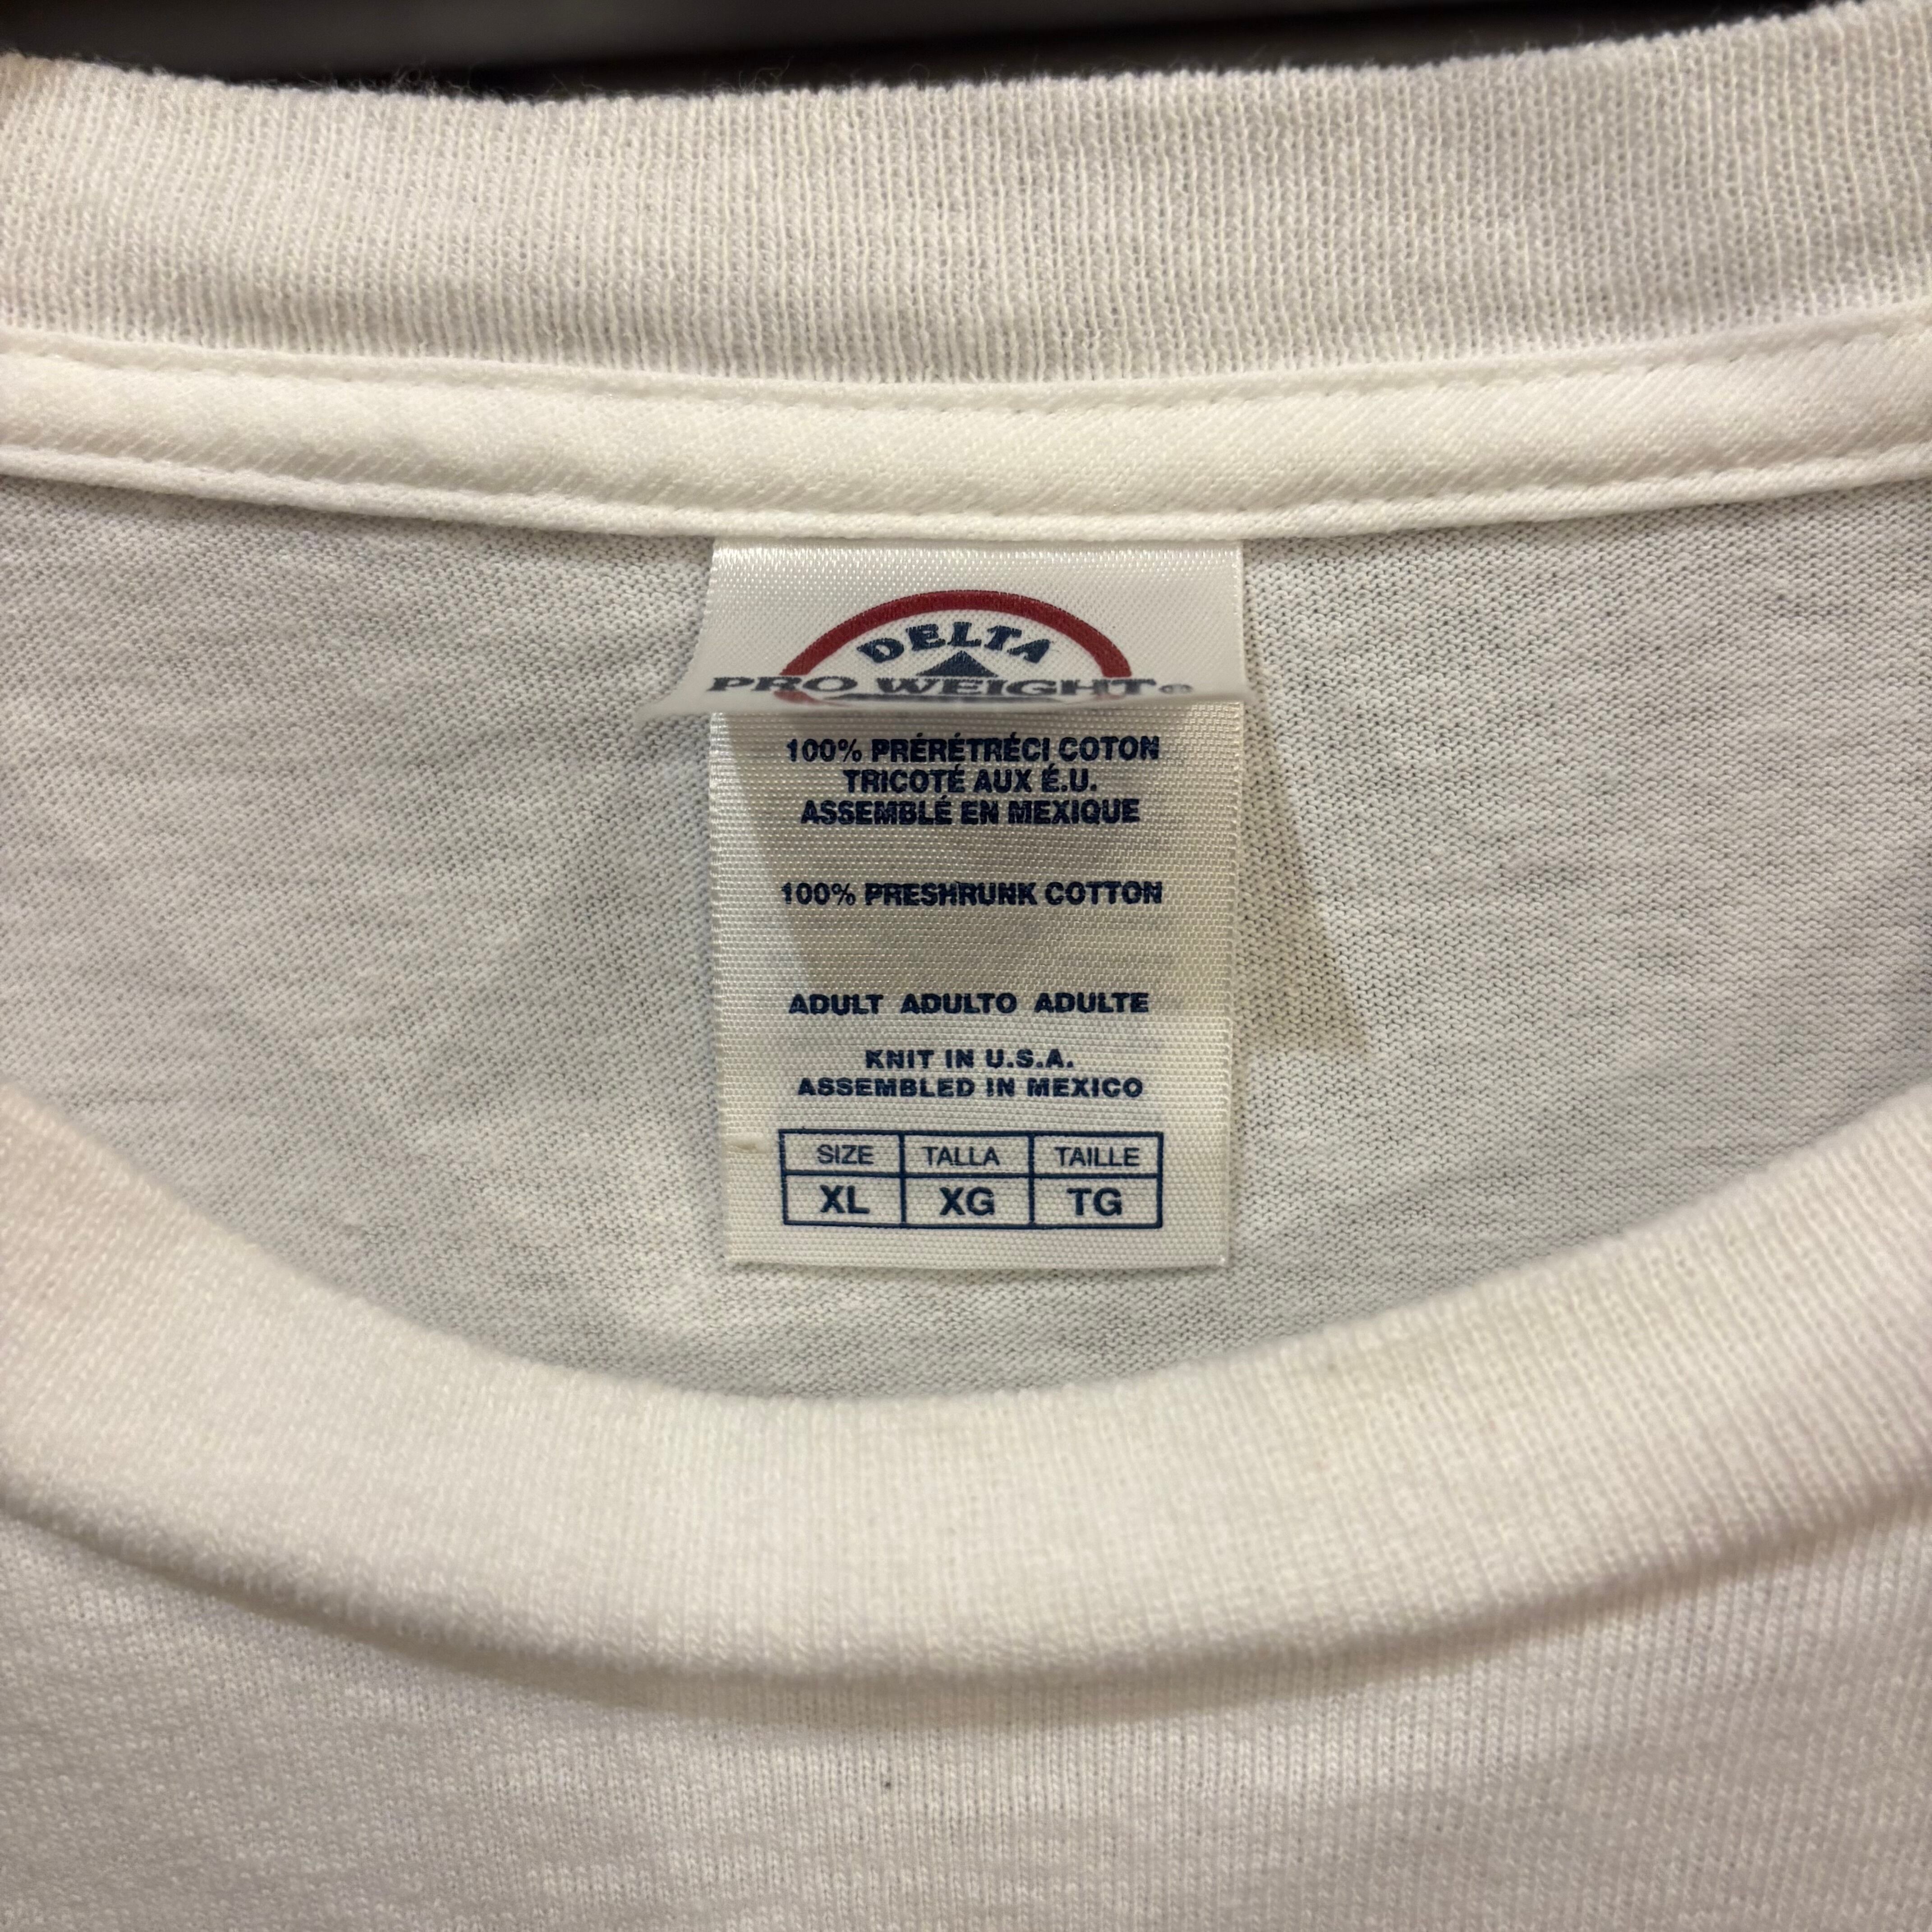 DELTA
PRO WEIGHT®
100% PRÉRÉTRÉCI COTON
TRICOTÉ AUX É.U.
ASSEMBLÉ EN MEXIQUE
100% PRESHRUNK COTTON
ADULT ADULTO ADULTE
KNIT IN U.S.A.
ASSEMBLED IN MEXICO
SIZE TALLA TAILLE
XL XG TG